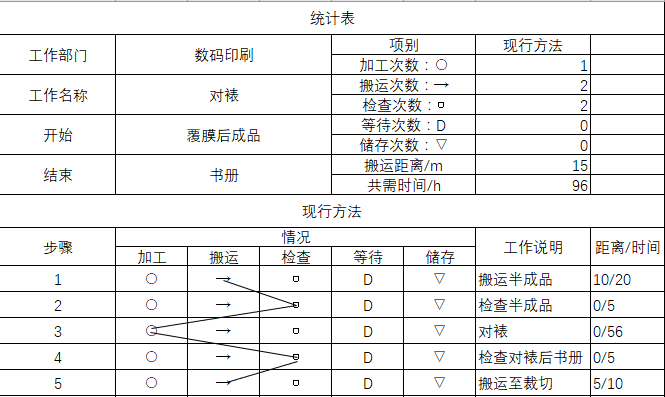 统计表
工作部门 数码印刷 项别 现行方法
加工次数：○ 1
工作名称 对裱 搬运次数：→ 2
检查次数：▫ 2
开始 覆膜后成品 等待次数：D 0
储存次数：▽ 0
结束 书册 搬运距离/m 15
共需时间/h 96
现行方法
步骤 情况 工作说明 距离/时间
加工 搬运 检查 等待 储存
1 ○ → ▫ D ▽ 搬运半成品 10/20
2 ○ → ▫ D ▽ 检查半成品 0/5
3 ○ → ▫ D ▽ 对裱 0/56
4 ○ → ▫ D ▽ 检查对裱后书册 0/5
5 ○ → ▫ D ▽ 搬运至裁切 5/10